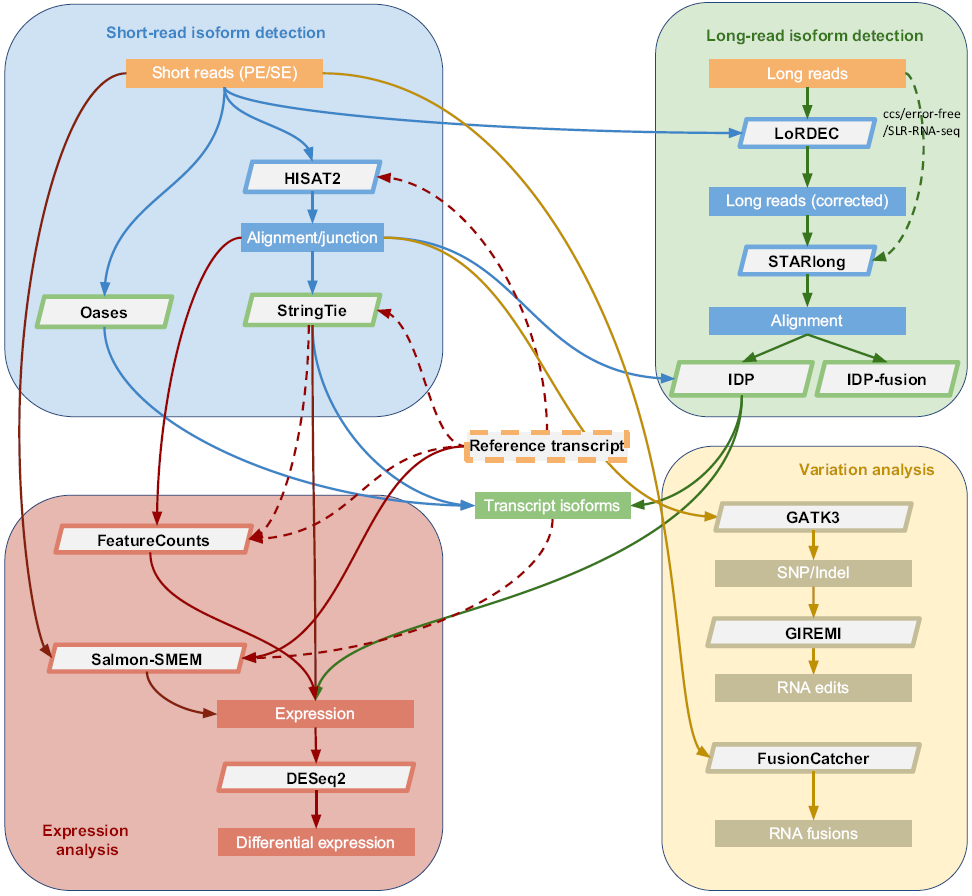 Short-read isoform detection
Short reads (PE/SE)
HISAT2
Alignment/junction
Oases
StringTie
Long-read isoform detection
Long reads
ccs/error-free
/SLR-RNA-seq
LoRDEC
Long reads (corrected)
STARlong
Alignment
IDP
IDP-fusion
Reference transcript
Transcript isoforms
FeatureCounts
Salmon-SMEM
Expression
DESeq2
Differential expression
Expression
analysis
Variation analysis
GATK3
SNP/Indel
GIREMI
RNA edits
FusionCatcher
RNA fusions